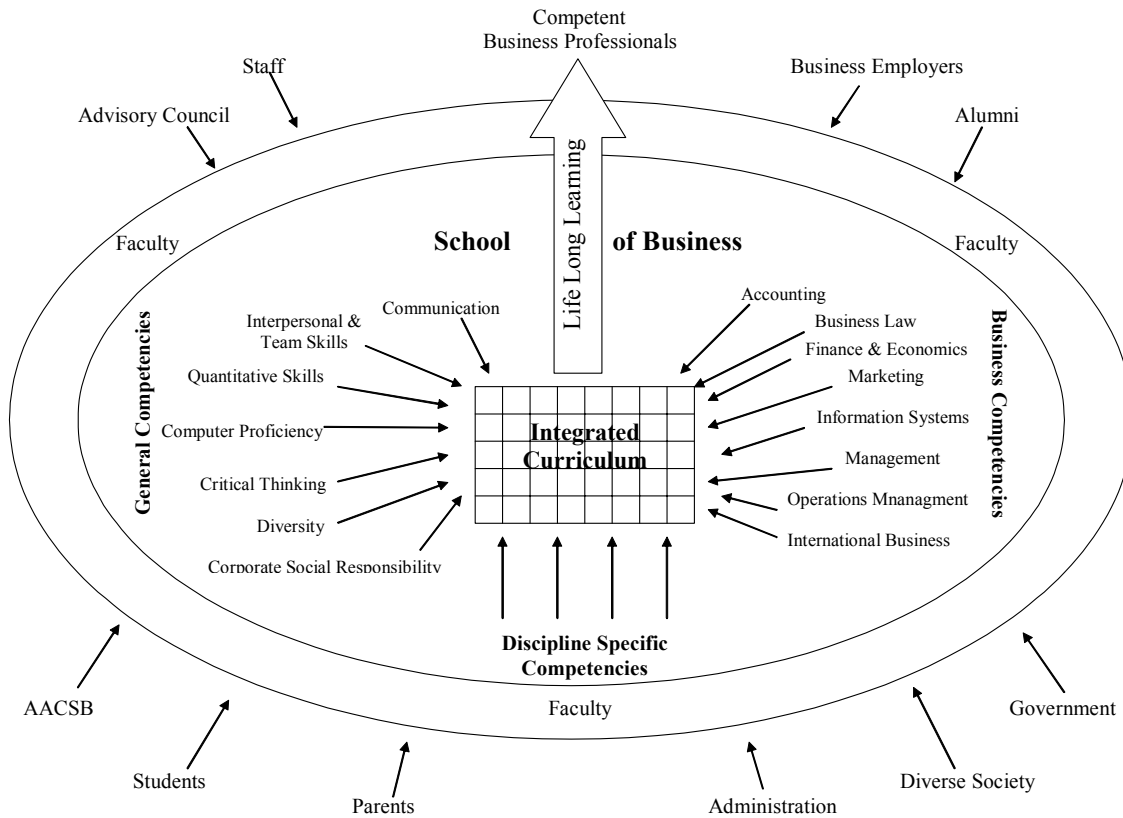 Competent
Business Professionals
Staff
Business Employers
Advisory Council
Alumni
Life Long Learning
Faculty
Faculty
School of Business
Communication
Accounting
Interpersonal &
Team Skills
Business Law
Finance & Economics
Quantitative Skills
Marketing
General Competencies
Business Competencies
Computer Proficiency
Integrated
Curriculum
Information Systems
Critical Thinking
Management
Diversity
Operations Mnanagment
Corporate Social Responsibility
International Business
Discipline Specific
Competencies
Faculty
AACSB
Government
Students
Diverse Society
Parents
Administration